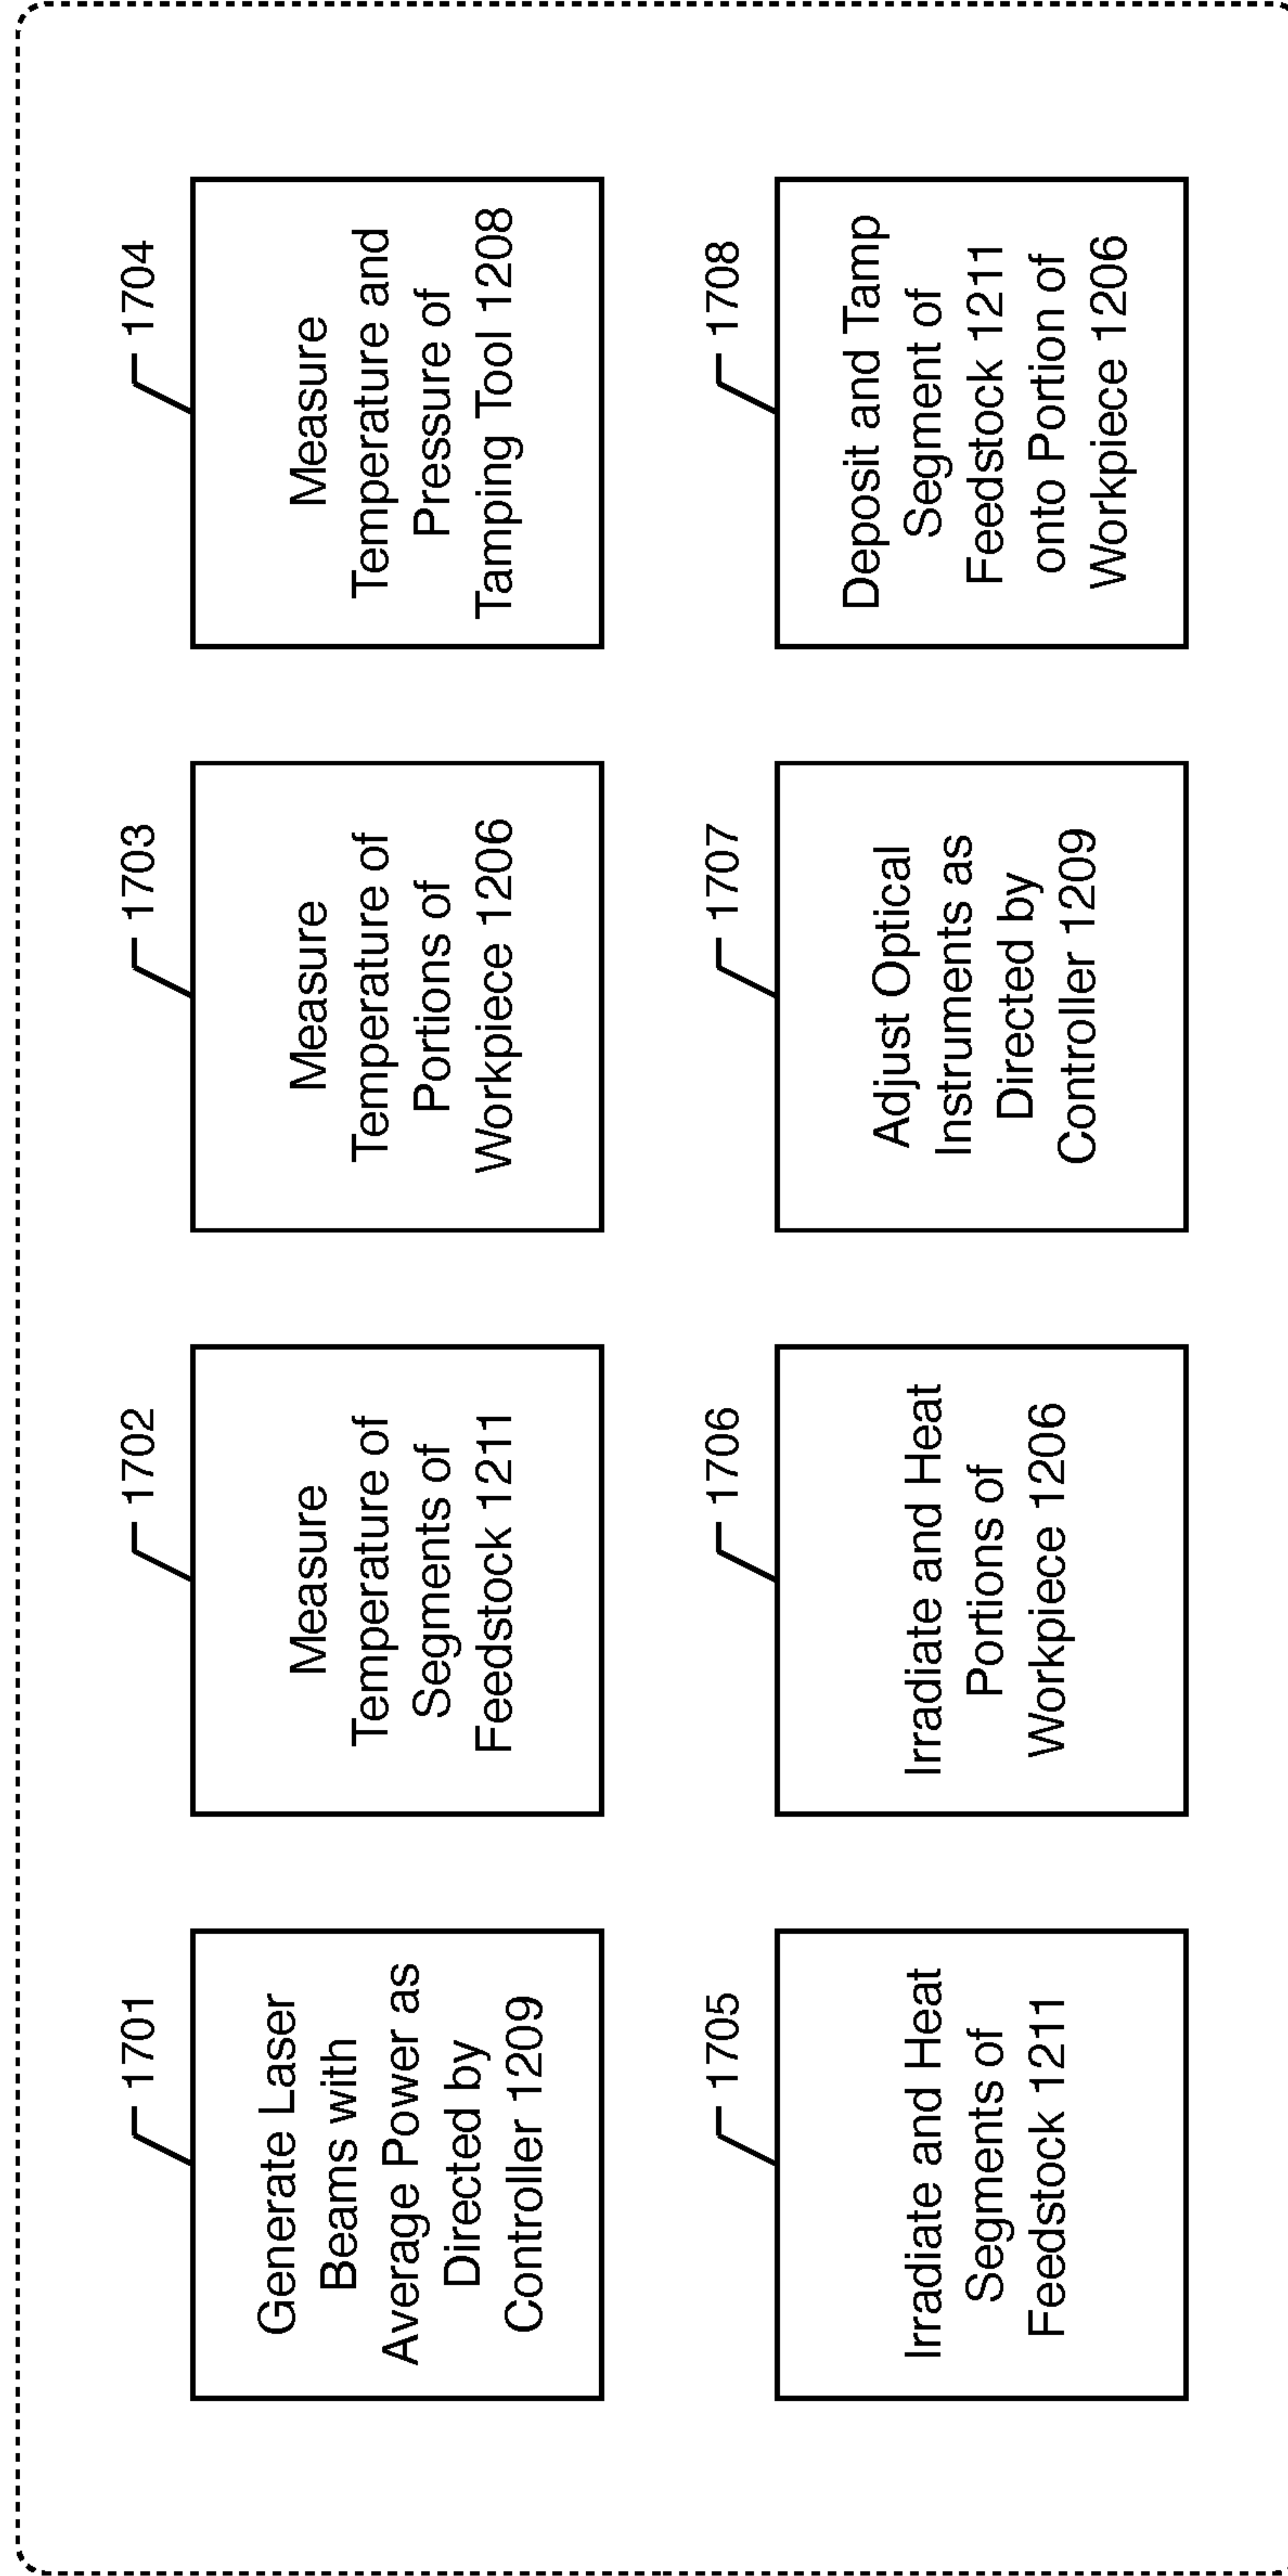 1701
Generate Laser
Beams with
Average Power as
Directed by
Controller 1209
1702
Measure
Temperature of
Segments of
Feedstock 1211
1703
Measure
Temperature of
Portions of
Workpiece 1206
1704
Measure
Temperature and
Pressure of
Tamping Tool 1208
1705
Irradiate and Heat
Segments of
Feedstock 1211
1706
Irradiate and Heat
Portions of
Workpiece 1206
1707
Adjust Optical
Instruments as
Directed by
Controller 1209
1708
Deposit and Tamp
Segment of
Feedstock 1211
onto Portion of
Workpiece 1206